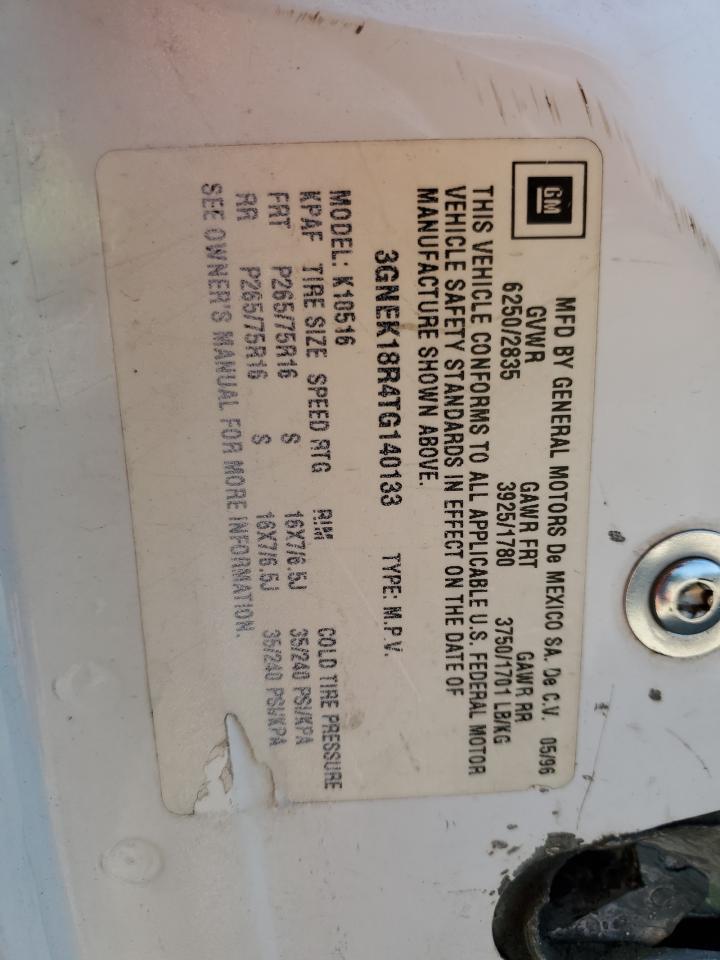 GM
MFD BY GENERAL MOTORS De MEXICO SA. De C.V. 05/96
GVWR GAWR FRT GAWR RR
6250/2835 3925/1780 3750/1701 LB/KG
THIS VEHICLE CONFORMS TO ALL APPLICABLE U.S. FEDERAL MOTOR
VEHICLE SAFETY STANDARDS IN EFFECT ON THE DATE OF
MANUFACTURE SHOWN ABOVE.
3GNEK18R4TG140133 TYPE: M.P.V.
MODEL: K10516
KPAF TIRE SIZE SPEED RTG RIM COLD TIRE PRESSURE
FRT P265/75R16 S 16X7/6.5J 35/240 PSI/KPA
RR P265/75R16 S 16X7/6.5J 35/240 PSI/KPA
SEE OWNER'S MANUAL FOR MORE INFORMATION.